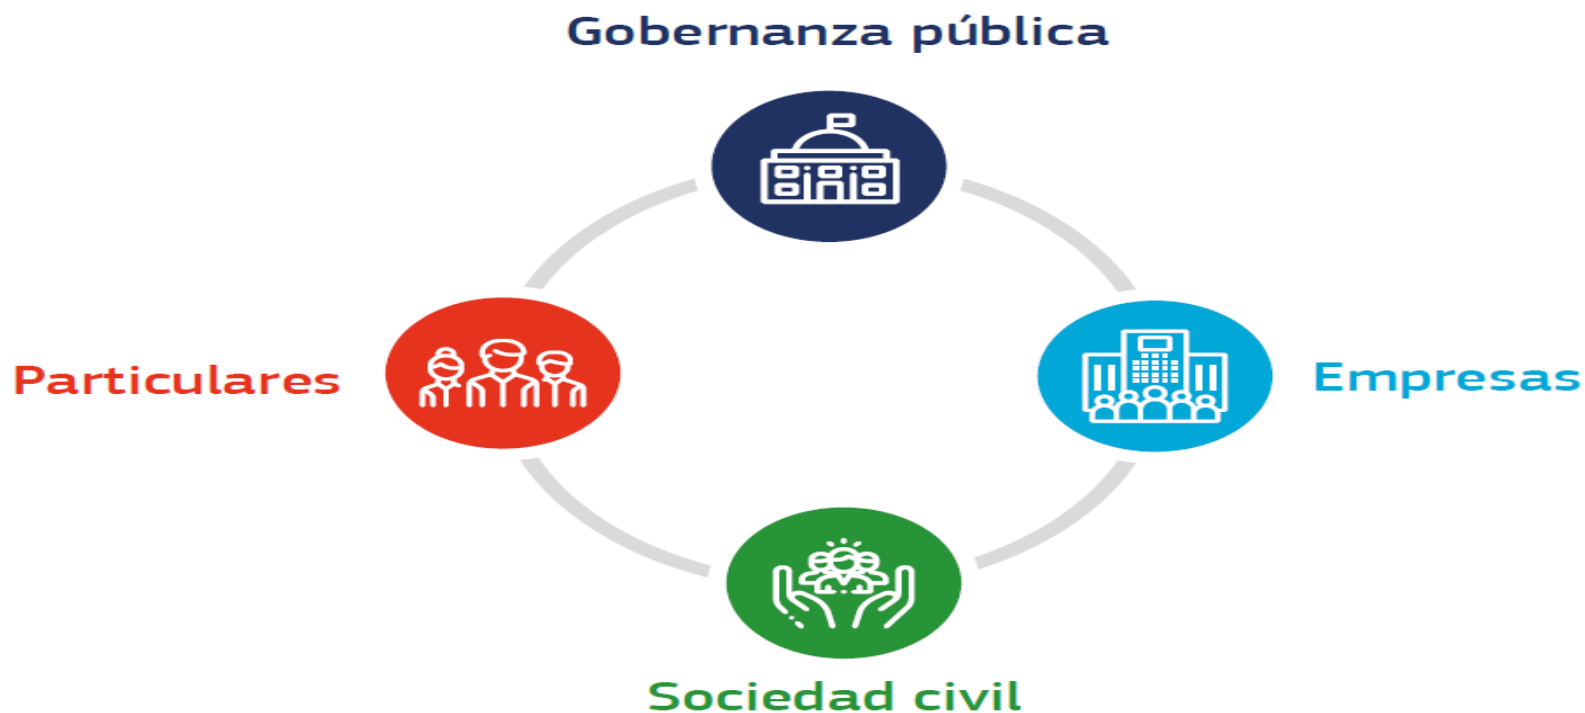 Gobernanza pública
Particulares
Empresas
Sociedad civil